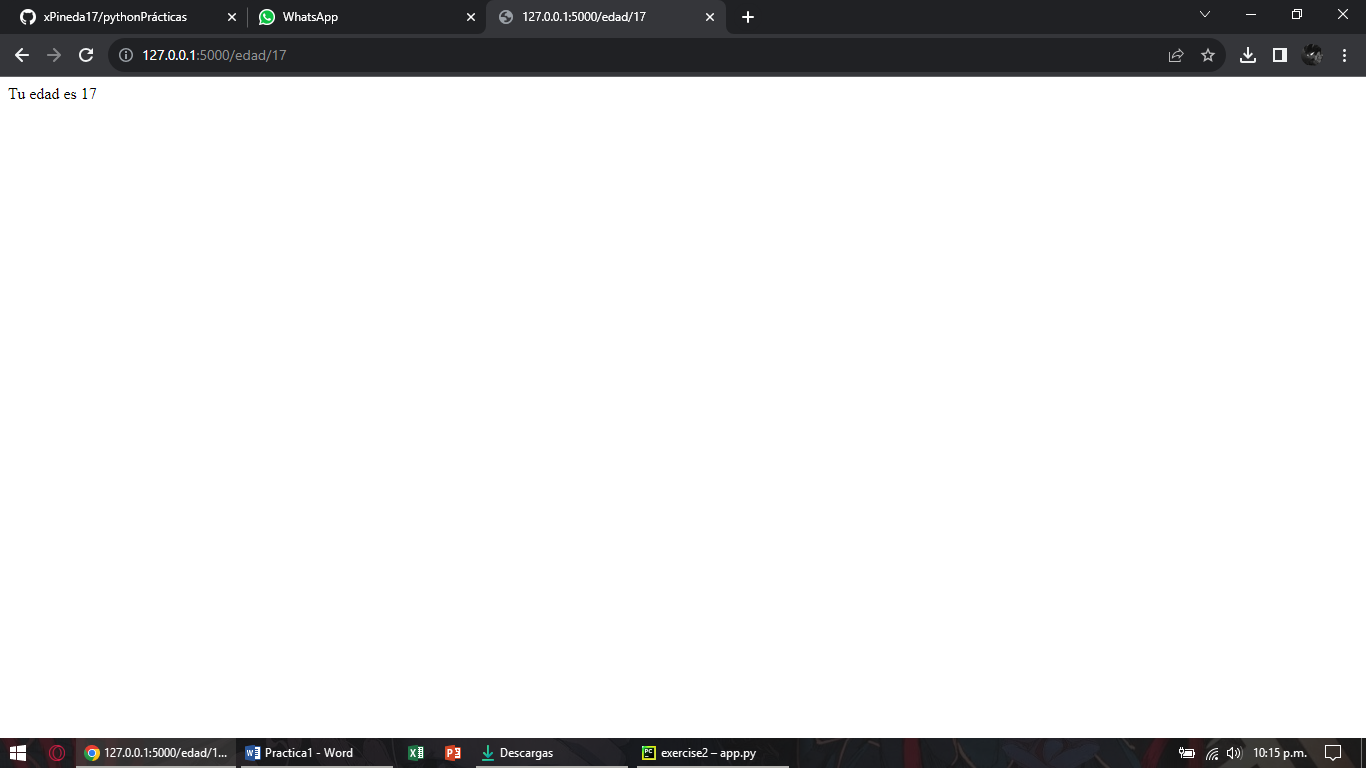 xPineda17/pythonPrácticas
WhatsApp
127.0.0.1:5000/edad/17
127.0.0.1:5000/edad/17
Tu edad es 17
127.0.0.1:5000/edad/1...
Practica1 - Word
Descargas
exercise2 – app.py
10:15 p.m.